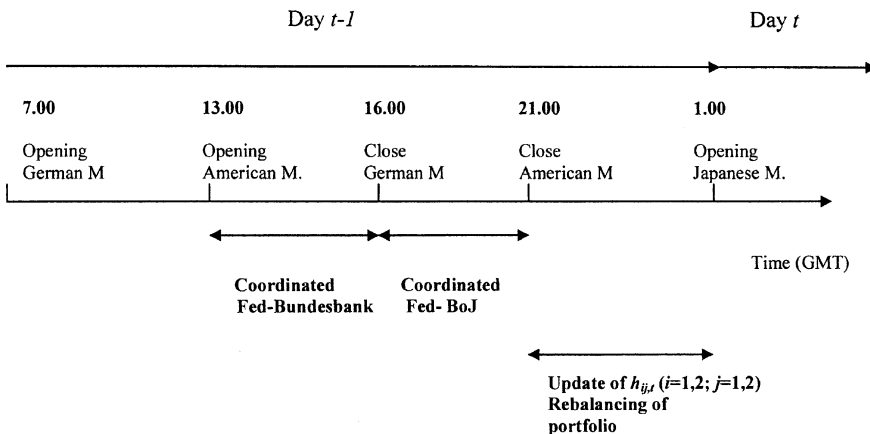 Day t-1 Day t
7.00 13.00 16.00 21.00 1.00
Opening Opening Close Close Opening
German M American M. German M American M Japanese M.
Time (GMT)
Coordinated Coordinated
Fed-Bundesbank Fed- BoJ
Update of h_{ij,t} (i=1,2; j=1,2)
Rebalancing of
portfolio